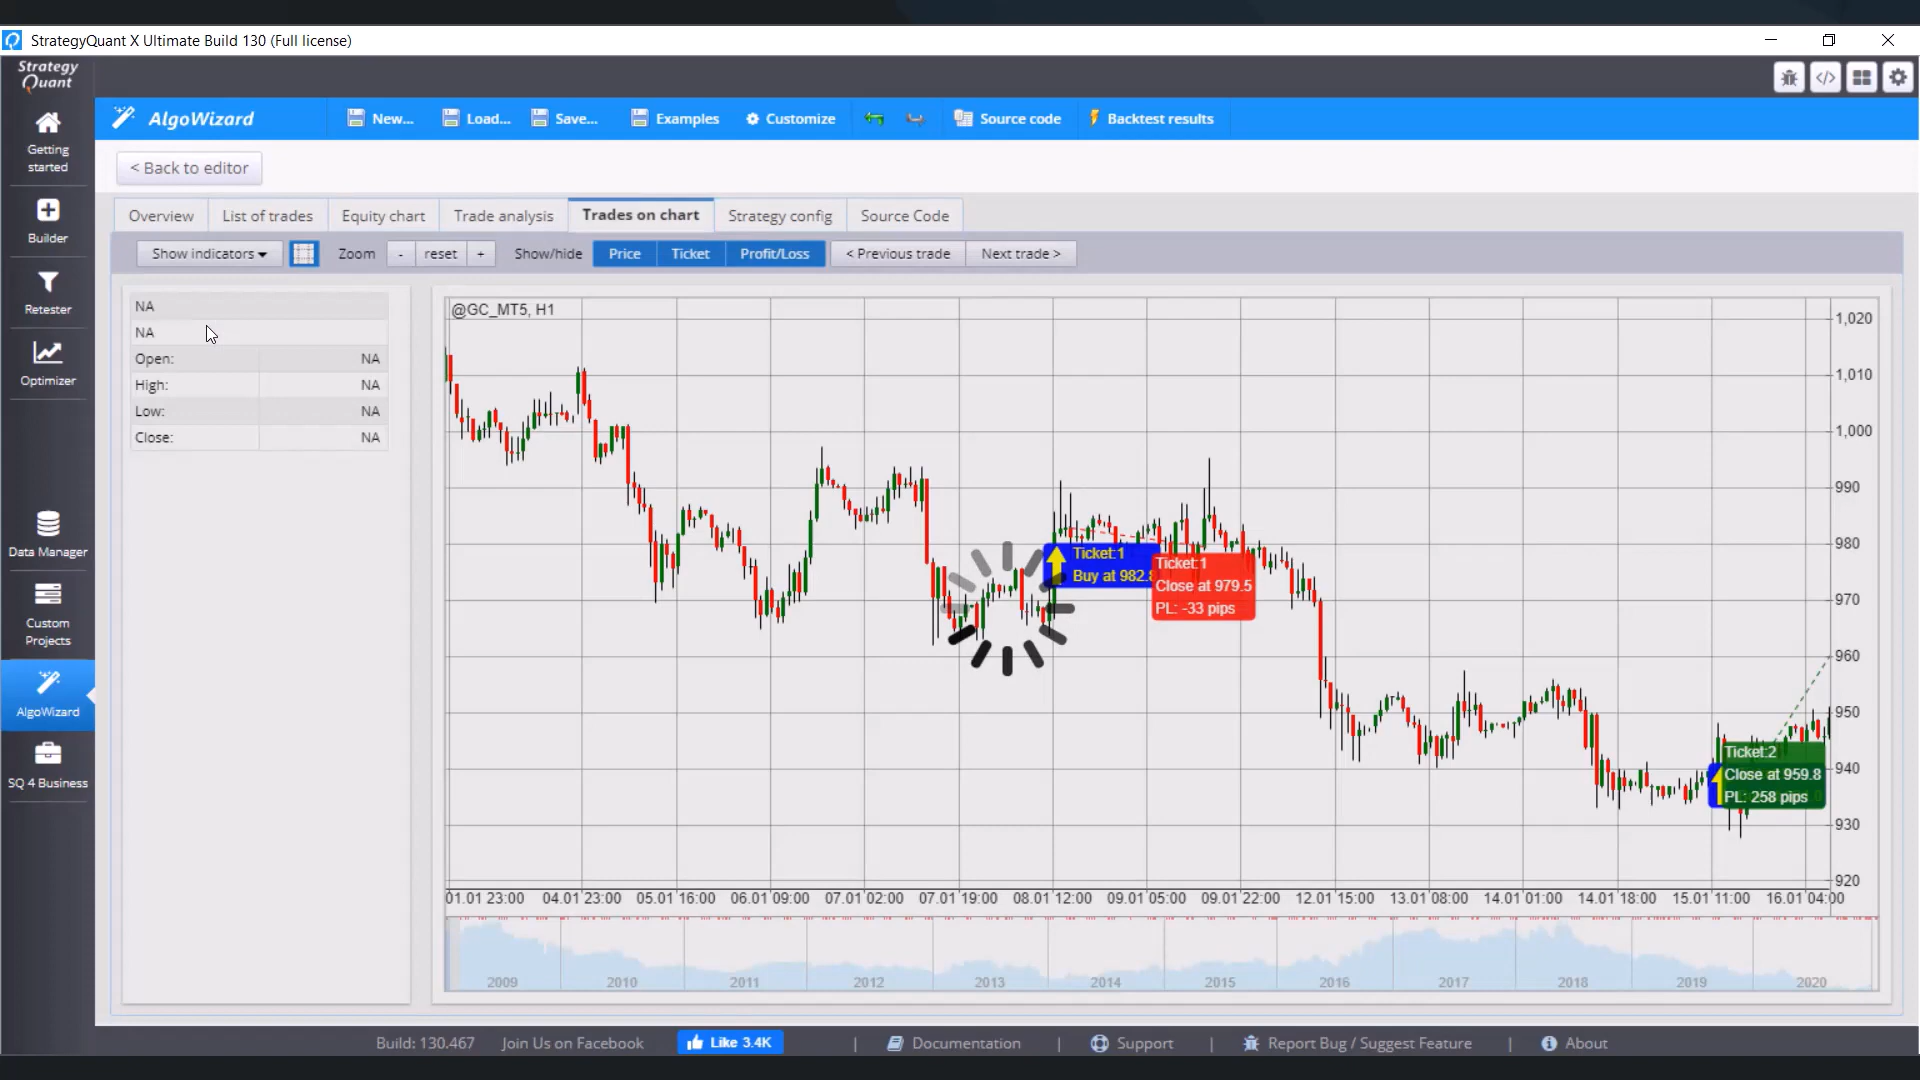 StrategyQuant X Ultimate Build 130 (Full license)
Strategy
Quant
Getting
started
Builder
Retester
Optimizer
Data Manager
Custom
Projects
AlgoWizard
SQ 4 Business
AlgoWizard
New...
Load...
Save...
Examples
Customize
Source code
Backtest results
< Back to editor
Overview
List of trades
Equity chart
Trade analysis
Trades on chart
Strategy config
Source Code
Show indicators
Zoom
-
reset
+
Show/hide
Price
Ticket
Profit/Loss
< Previous trade
Next trade >
NA
NA
Open: NA
High: NA
Low: NA
Close: NA
@GC_MT5, H1
1,020
1,010
1,000
990
980
970
960
950
940
930
920
Ticket:1
Buy at 982.8
Ticket:1
Close at 979.5
PL: -33 pips
Ticket:2
Close at 959.8
PL: 258 pips
01.01 23:00 04.01 23:00 05.01 16:00 06.01 09:00 07.01 02:00 07.01 19:00 08.01 12:00 09.01 05:00 09.01 22:00 12.01 15:00 13.01 08:00 14.01 01:00 14.01 18:00 15.01 11:00 16.01 04:00
2009 2010 2011 2012 2013 2014 2015 2016 2017 2018 2019 2020
Build: 130.467
Join Us on Facebook
Like 3.4K
| Documentation
| Support
| Report Bug / Suggest Feature
| About